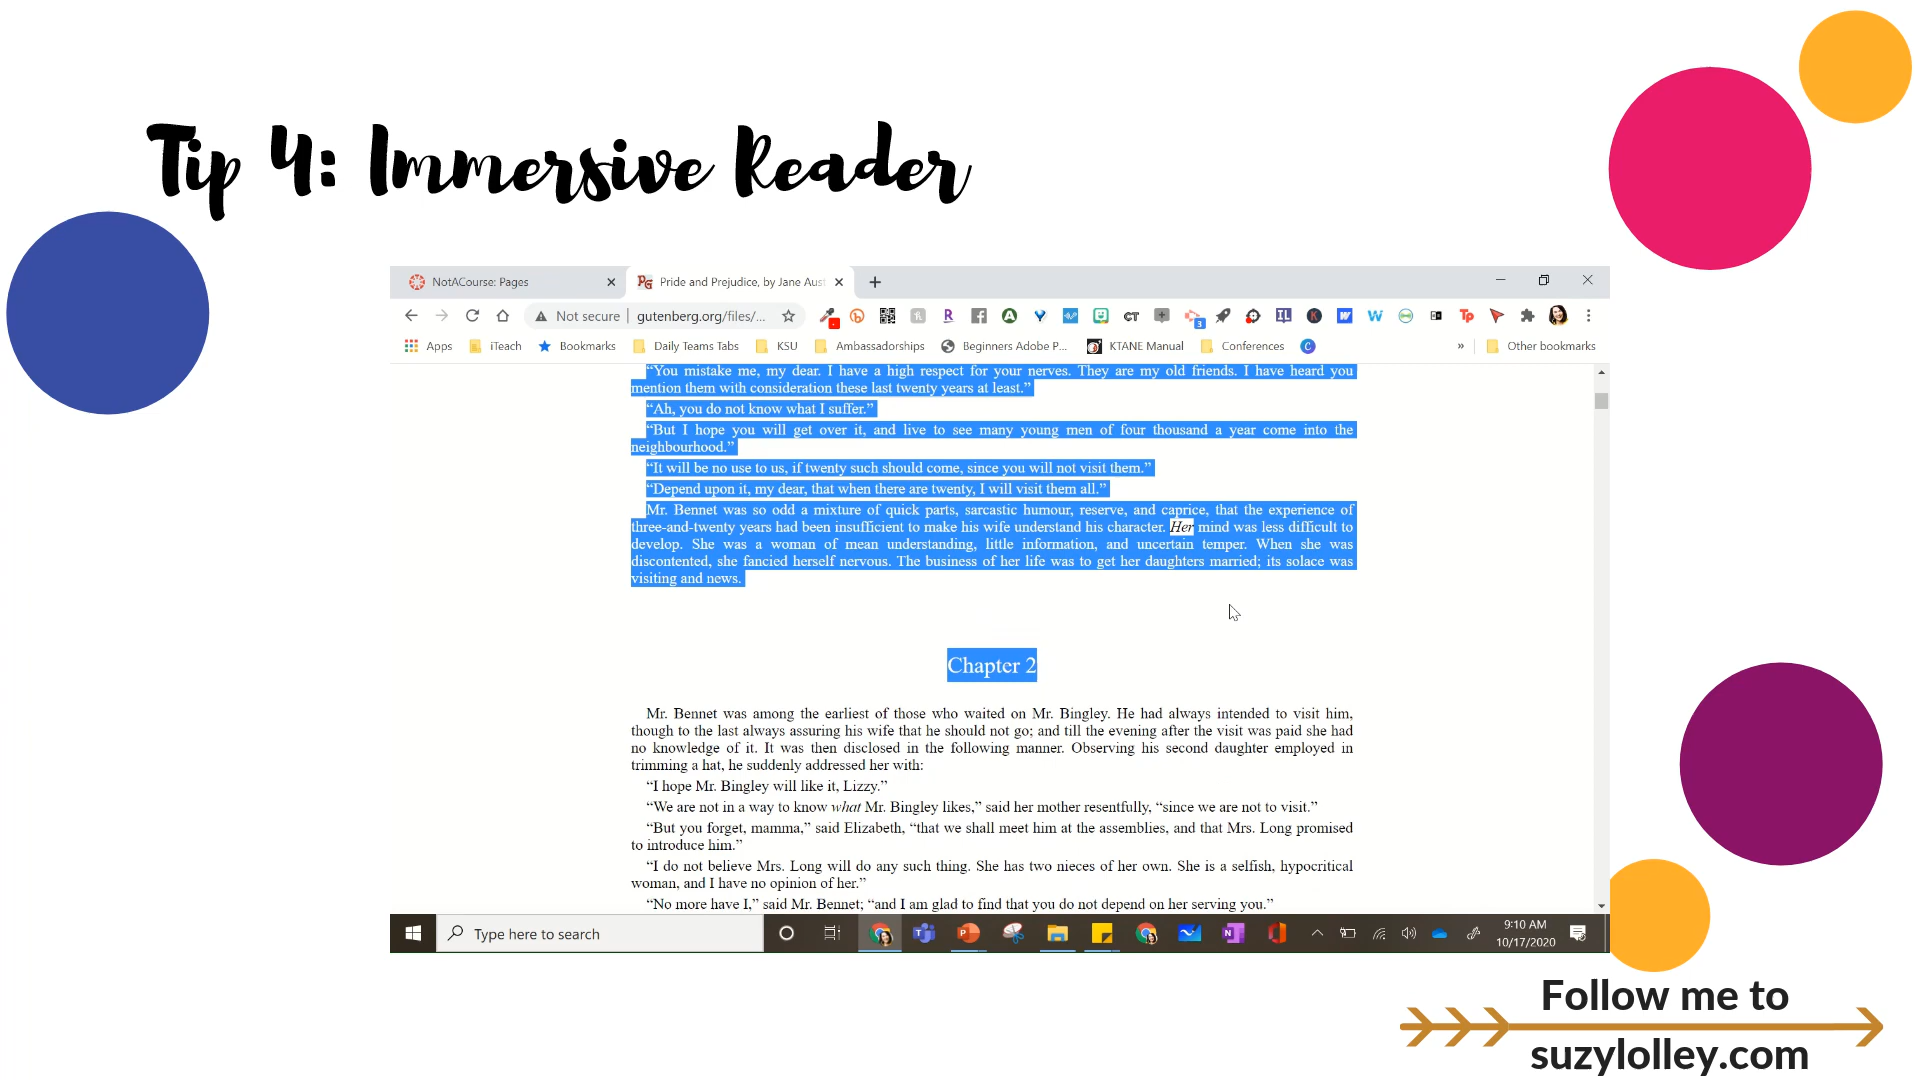 Tip 4: Immersive Reader
NotACourse: Pages
Pride and Prejudice, by Jane Aust
Not secure | gutenberg.org/files/...
Apps
iTeach
Bookmarks
Daily Teams Tabs
KSU
Ambassadorships
Beginners Adobe P...
KTANE Manual
Conferences
»
Other bookmarks
“You mistake me, my dear. I have a high respect for your nerves. They are my old friends. I have heard you
mention them with consideration these last twenty years at least.”
“Ah, you do not know what I suffer.”
“But I hope you will get over it, and live to see many young men of four thousand a year come into the
neighbourhood.”
“It will be no use to us, if twenty such should come, since you will not visit them.”
“Depend upon it, my dear, that when there are twenty, I will visit them all.”
Mr. Bennet was so odd a mixture of quick parts, sarcastic humour, reserve, and caprice, that the experience of
three-and-twenty years had been insufficient to make his wife understand his character. Her mind was less difficult to
develop. She was a woman of mean understanding, little information, and uncertain temper. When she was
discontented, she fancied herself nervous. The business of her life was to get her daughters married; its solace was
visiting and news.
Chapter 2
Mr. Bennet was among the earliest of those who waited on Mr. Bingley. He had always intended to visit him,
though to the last always assuring his wife that he should not go; and till the evening after the visit was paid she had
no knowledge of it. It was then disclosed in the following manner. Observing his second daughter employed in
trimming a hat, he suddenly addressed her with:
“I hope Mr. Bingley will like it, Lizzy.”
“We are not in a way to know what Mr. Bingley likes,” said her mother resentfully, “since we are not to visit.”
“But you forget, mamma,” said Elizabeth, “that we shall meet him at the assemblies, and that Mrs. Long promised
to introduce him.”
“I do not believe Mrs. Long will do any such thing. She has two nieces of her own. She is a selfish, hypocritical
woman, and I have no opinion of her.”
“No more have I,” said Mr. Bennet; “and I am glad to find that you do not depend on her serving you.”
Type here to search
9:10 AM
10/17/2020
Follow me to
suzylolley.com